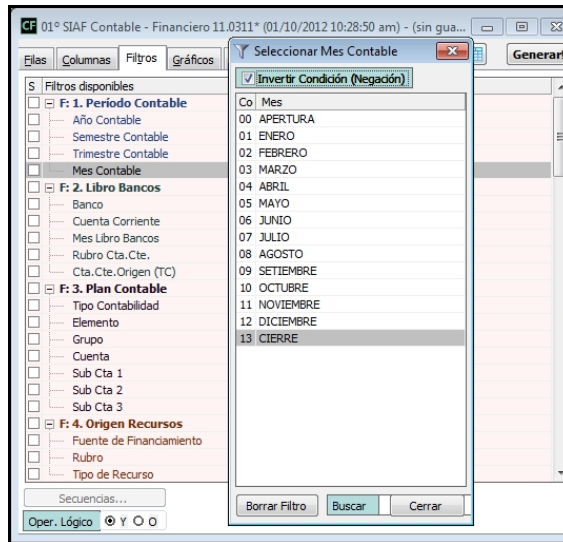 CF 01º SIAF Contable - Financiero 11.0311* (01/10/2012 10:28:50 am) - (sin gua...
Filas Columnas Filtros Gráficos
Generar!
S Filtros disponibles
F: 1. Período Contable
Año Contable
Semestre Contable
Trimestre Contable
Mes Contable
F: 2. Libro Bancos
Banco
Cuenta Corriente
Mes Libro Bancos
Rubro Cta.Cte.
Cta.Cte.Origen (TC)
F: 3. Plan Contable
Tipo Contabilidad
Elemento
Grupo
Cuenta
Sub Cta 1
Sub Cta 2
Sub Cta 3
F: 4. Origen Recursos
Fuente de Financiamiento
Rubro
Tipo de Recurso
Secuencias...
Oper. Lógico Y O
Seleccionar Mes Contable
Invertir Condición (Negación)
Co Mes
00 APERTURA
01 ENERO
02 FEBRERO
03 MARZO
04 ABRIL
05 MAYO
06 JUNIO
07 JULIO
08 AGOSTO
09 SETIEMBRE
10 OCTUBRE
11 NOVIEMBRE
12 DICIEMBRE
13 CIERRE
Borrar Filtro Buscar Cerrar